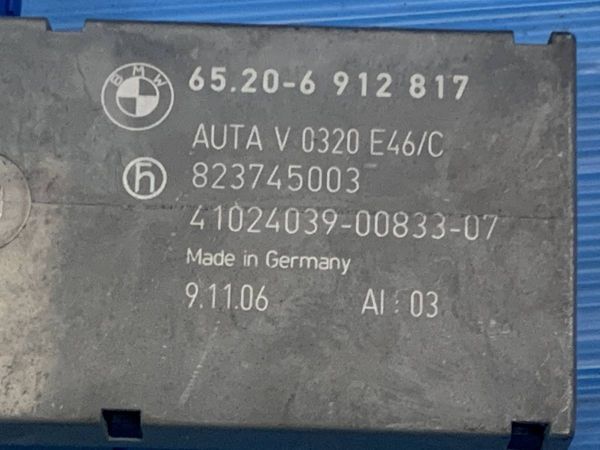 BMW 65.20-6 912 817
AUTA V 0320 E46/C
h 823745003
41024039-00833-07
Made in Germany
9.11.06 AI : 03